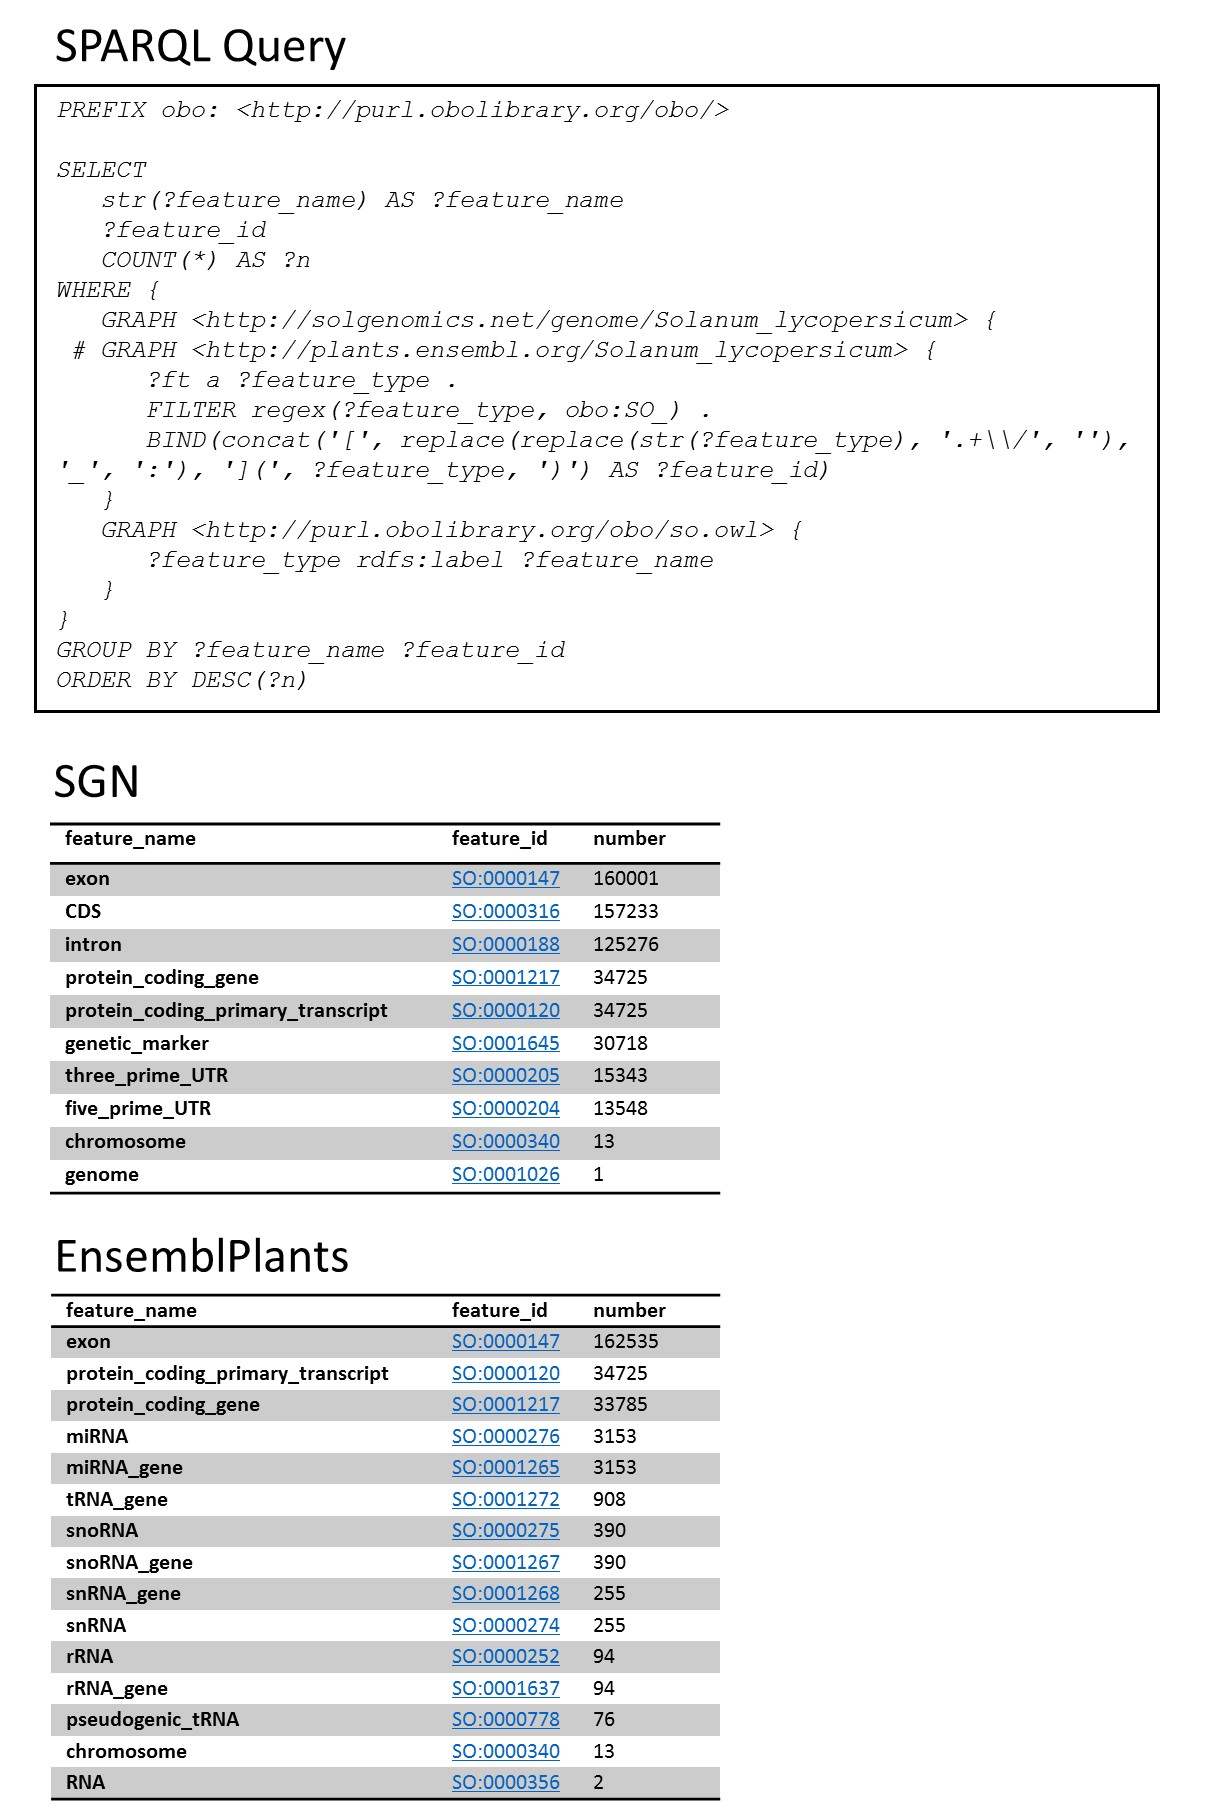 SPARQL Query
PREFIX obo: <http://purl.obolibrary.org/obo/>
SELECT
str(?feature_name) AS ?feature_name
?feature_id
COUNT(*) AS ?n
WHERE {
GRAPH <http://solgenomics.net/genome/Solanum_lycopersicum> {
# GRAPH <http://plants.ensembl.org/Solanum_lycopersicum> {
?ft a ?feature_type .
FILTER regex(?feature_type, obo:SO_) .
BIND(concat('[', replace(replace(str(?feature_type), '.+\\/', ''),
'_', ':'), '](', ?feature_type, ')') AS ?feature_id)
}
GRAPH <http://purl.obolibrary.org/obo/so.owl> {
?feature_type rdfs:label ?feature_name
}
}
GROUP BY ?feature_name ?feature_id
ORDER BY DESC(?n)
SGN
feature_name feature_id number
exon SO:0000147 160001
CDS SO:0000316 157233
intron SO:0000188 125276
protein_coding_gene SO:0001217 34725
protein_coding_primary_transcript SO:0000120 34725
genetic_marker SO:0001645 30718
three_prime_UTR SO:0000205 15343
five_prime_UTR SO:0000204 13548
chromosome SO:0000340 13
genome SO:0001026 1
EnsemblPlants
feature_name feature_id number
exon SO:0000147 162535
protein_coding_primary_transcript SO:0000120 34725
protein_coding_gene SO:0001217 33785
miRNA SO:0000276 3153
miRNA_gene SO:0001265 3153
tRNA_gene SO:0001272 908
snoRNA SO:0000275 390
snoRNA_gene SO:0001267 390
snRNA_gene SO:0001268 255
snRNA SO:0000274 255
rRNA SO:0000252 94
rRNA_gene SO:0001637 94
pseudogenic_tRNA SO:0000778 76
chromosome SO:0000340 13
RNA SO:0000356 2